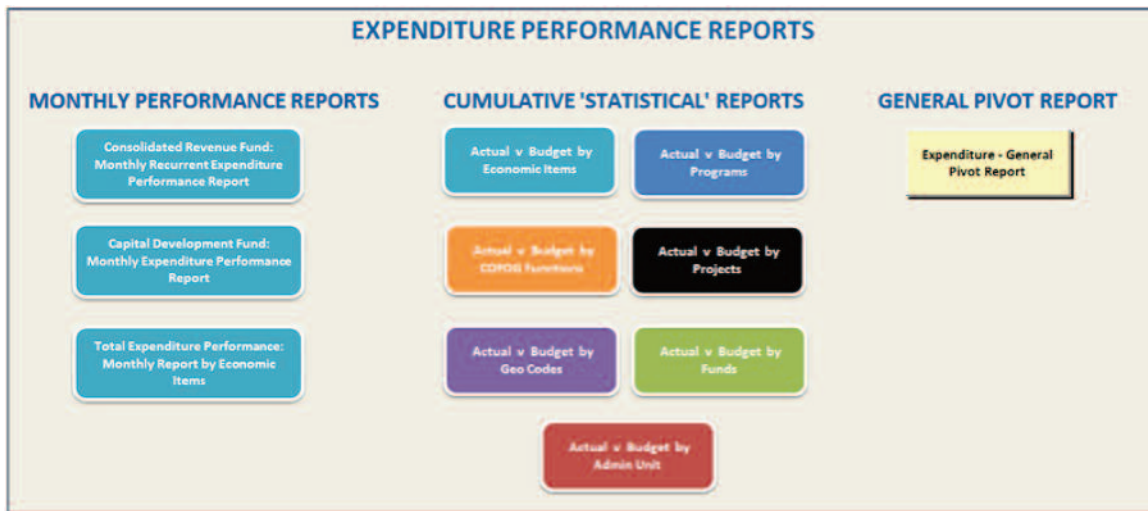 EXPENDITURE PERFORMANCE REPORTS
MONTHLY PERFORMANCE REPORTS
Consolidated Revenue Fund:
Monthly Recurrent Expenditure
Performance Report
Capital Development Fund:
Monthly Expenditure Performance
Report
Total Expenditure Performance:
Monthly Report by Economic
Items
CUMULATIVE 'STATISTICAL' REPORTS
Actual v Budget by
Economic Items
Actual v Budget by
Programs
Actual v Budget by
COFOG Functions
Actual v Budget by
Projects
Actual v Budget by
Geo Codes
Actual v Budget by
Funds
Actual v Budget by
Admin Unit
GENERAL PIVOT REPORT
Expenditure - General
Pivot Report